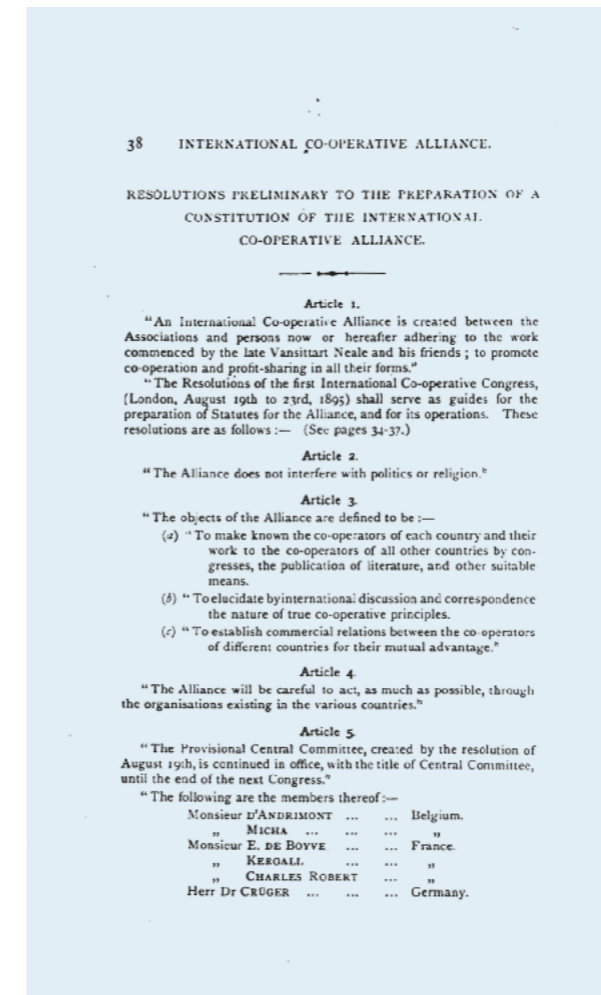 38 INTERNATIONAL CO-OPERATIVE ALLIANCE.
RESOLUTIONS PRELIMINARY TO THE PREPARATION OF A
CONSTITUTION OF THE INTERNATIONAL
CO-OPERATIVE ALLIANCE.
Article 1.
"An International Co-operative Alliance is created between the
Associations and persons now or hereafter adhering to the work
commenced by the late Vansittart Neale and his friends ; to promote
co-operation and profit-sharing in all their forms."
"The Resolutions of the first International Co-operative Congress,
(London, August 19th to 23rd, 1895) shall serve as guides for the
preparation of Statutes for the Alliance, and for its operations. These
resolutions are as follows :— (See pages 34-37.)
Article 2.
"The Alliance does not interfere with politics or religion."
Article 3.
"The objects of the Alliance are defined to be :—
(a) "To make known the co-operators of each country and their
work to the co-operators of all other countries by con-
gresses, the publication of literature, and other suitable
means.
(b) "To elucidate by international discussion and correspondence
the nature of true co-operative principles.
(c) "To establish commercial relations between the co-operators
of different countries for their mutual advantage."
Article 4.
"The Alliance will be careful to act, as much as possible, through
the organisations existing in the various countries."
Article 5.
"The Provisional Central Committee, created by the resolution of
August 19th, is continued in office, with the title of Central Committee,
until the end of the next Congress."
"The following are the members thereof :—
Monsieur D'ANDRIMONT ... ... Belgium.
„ MICHA ... ... ... „
Monsieur E. DE BOYVE ... ... France.
„ KERGALL ... ... „
„ CHARLES ROBERT ... „
Herr Dr CRÜGER ... ... ... Germany.